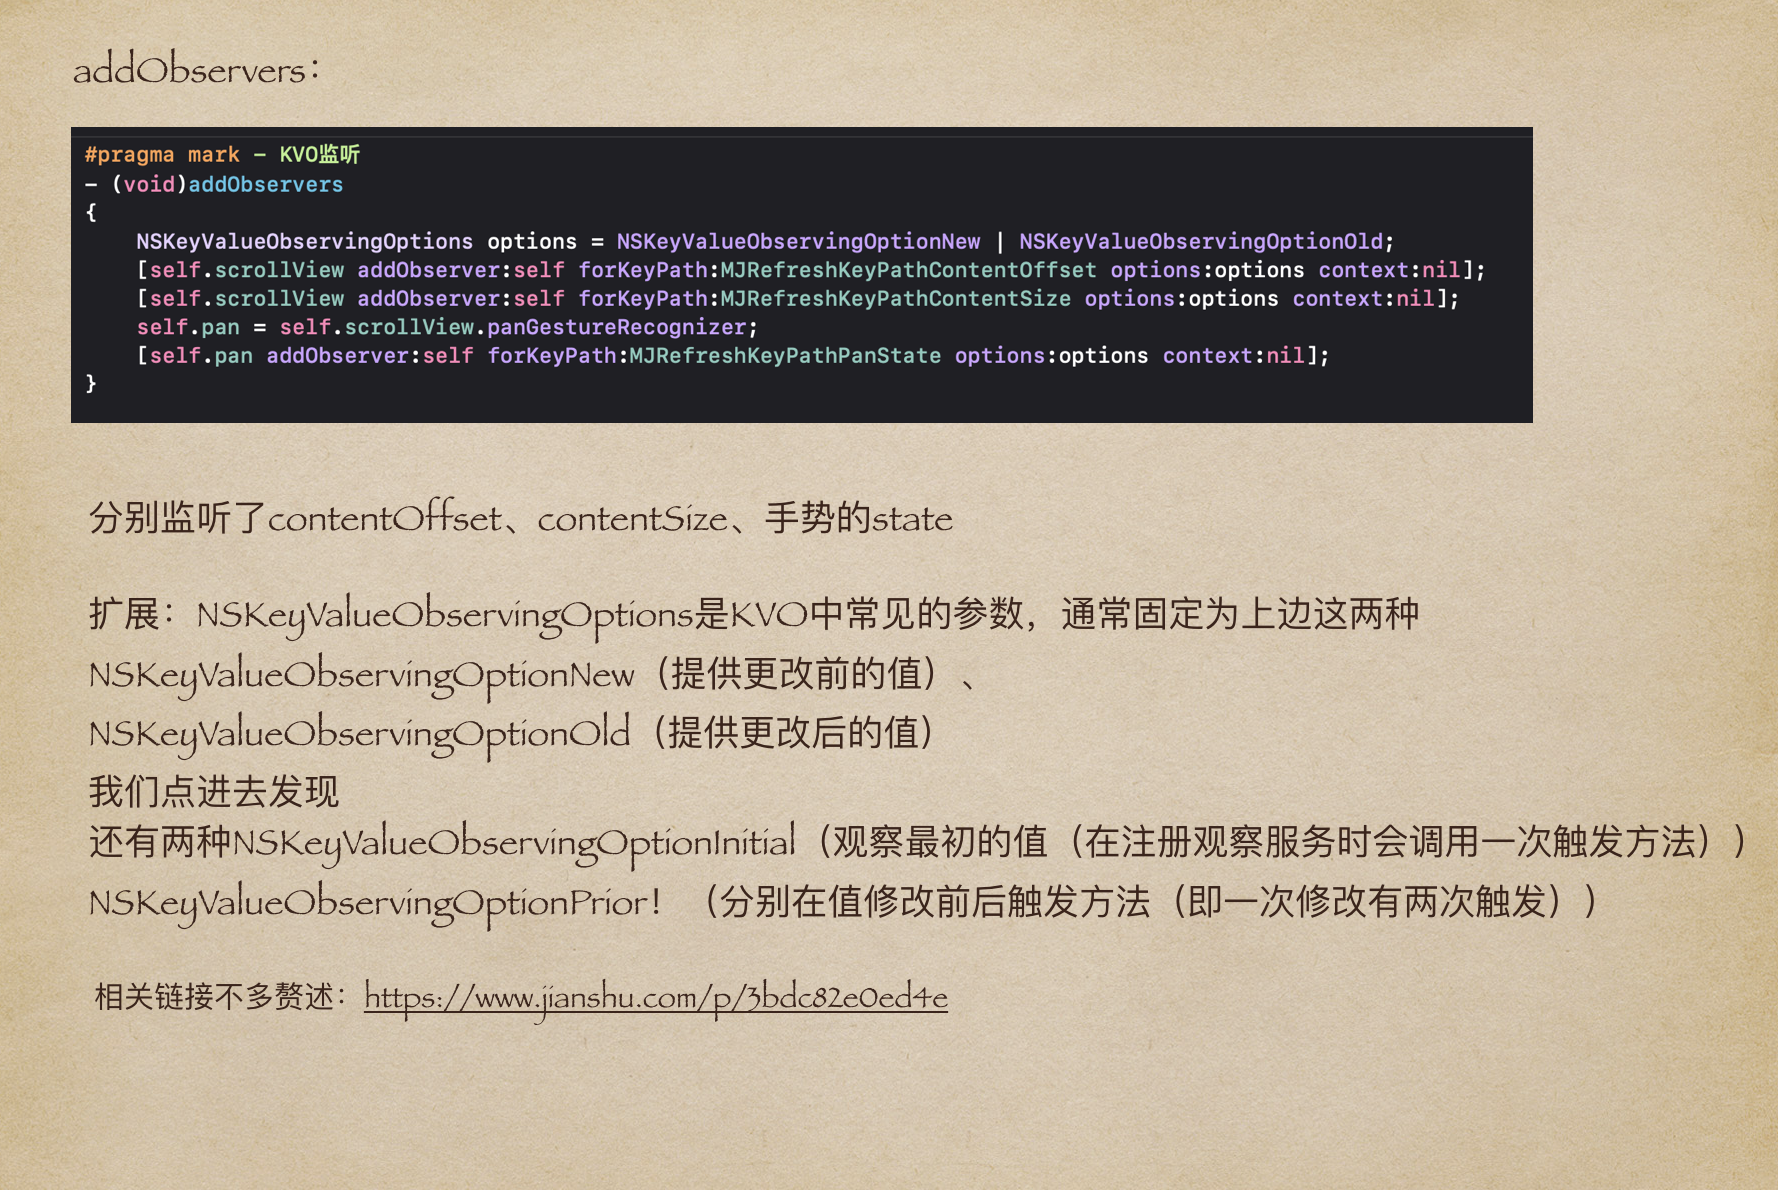 addObservers：
#pragma mark - KVO监听
- (void)addObservers
{
    NSKeyValueObservingOptions options = NSKeyValueObservingOptionNew | NSKeyValueObservingOptionOld;
    [self.scrollView addObserver:self forKeyPath:MJRefreshKeyPathContentOffset options:options context:nil];
    [self.scrollView addObserver:self forKeyPath:MJRefreshKeyPathContentSize options:options context:nil];
    self.pan = self.scrollView.panGestureRecognizer;
    [self.pan addObserver:self forKeyPath:MJRefreshKeyPathPanState options:options context:nil];
}
分别监听了contentOffset、contentSize、手势的state
扩展：NSKeyValueObservingOptions是KVO中常见的参数，通常固定为上边这两种
NSKeyValueObservingOptionNew（提供更改前的值）、
NSKeyValueObservingOptionOld（提供更改后的值）
我们点进去发现
还有两种NSKeyValueObservingOptionInitial（观察最初的值（在注册观察服务时会调用一次触发方法））
NSKeyValueObservingOptionPrior！（分别在值修改前后触发方法（即一次修改有两次触发））
相关链接不多赘述：https://www.jianshu.com/p/3bdc82e0ed4e